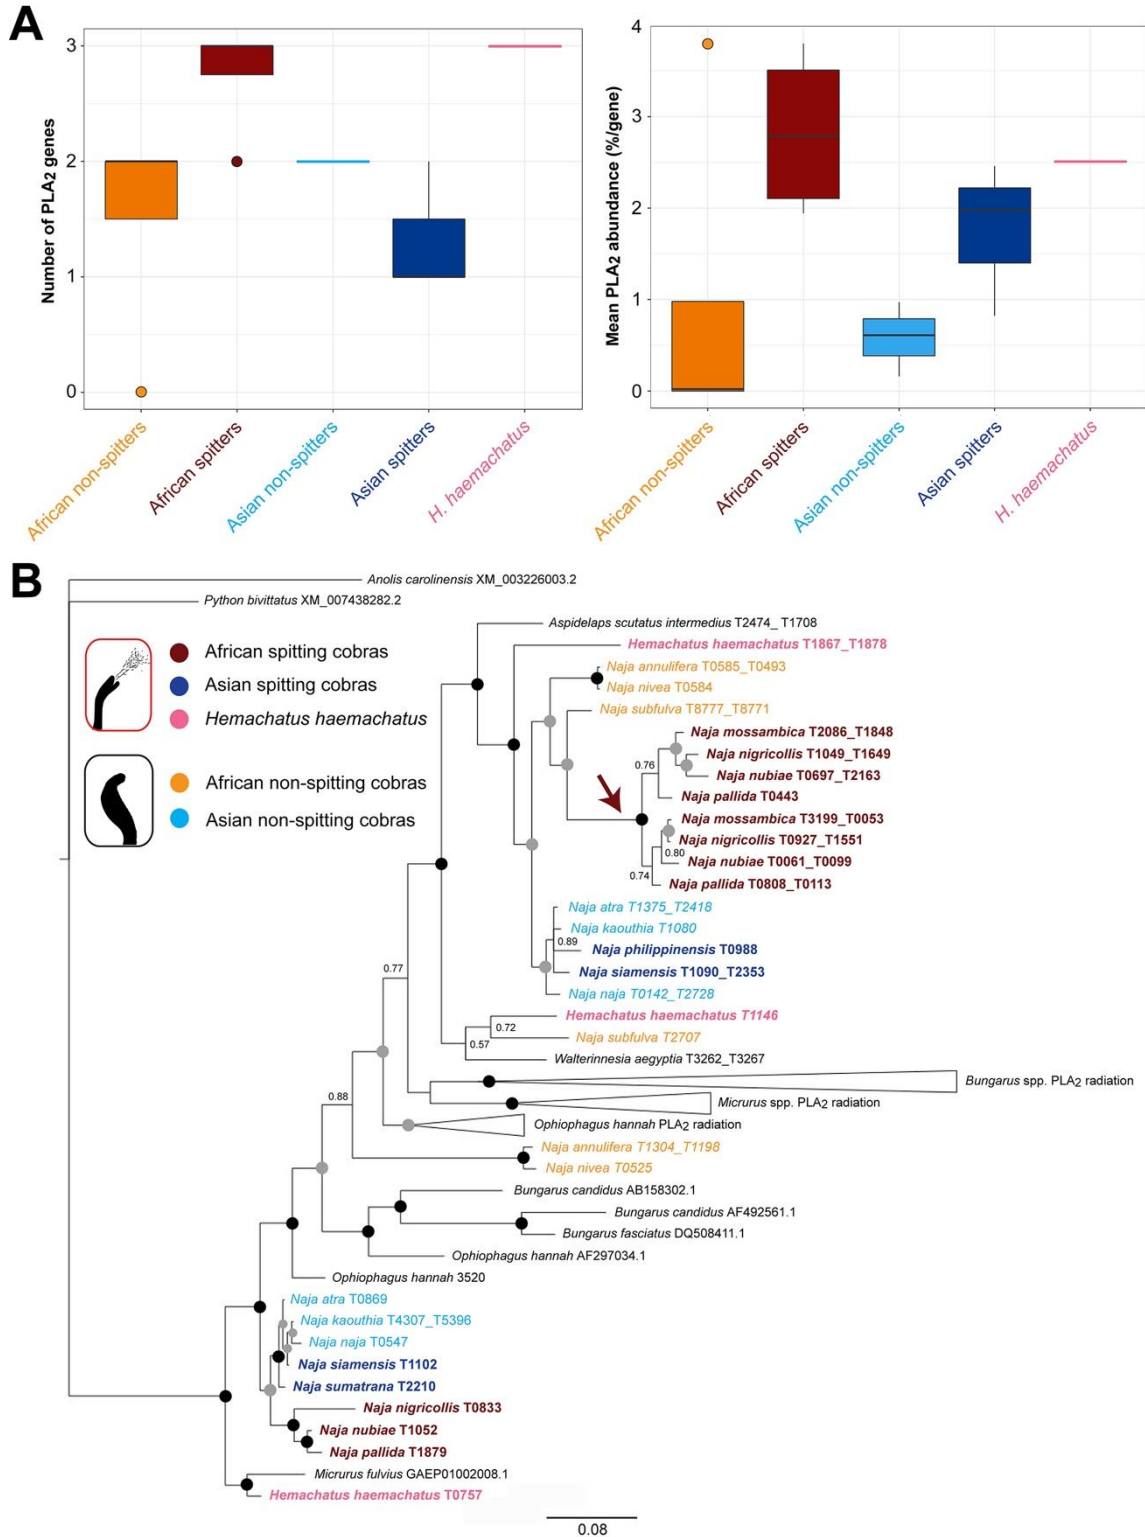 A
Number of PLA2 genes
3
2
1
0
African non-spitters
African spitters
Asian non-spitters
Asian spitters
H. haemachatus
Mean PLA2 abundance (%/gene)
4
3
2
1
0
African non-spitters
African spitters
Asian non-spitters
Asian spitters
H. haemachatus
B
Anolis carolinensis XM_003226003.2
Python bivittatus XM_007438282.2
African spitting cobras
Asian spitting cobras
Hemachatus haemachatus
African non-spitting cobras
Asian non-spitting cobras
Aspidelaps scutatus intermedius T2474_ T1708
Hemachatus haemachatus T1867_T1878
Naja annulifera T0585_T0493
Naja nivea T0584
Naja subfulva T8777_T8771
Naja mossambica T2086_T1848
Naja nigricollis T1049_T1649
0.76
Naja nubiae T0697_T2163
Naja pallida T0443
Naja mossambica T3199_T0053
Naja nigricollis T0927_T1551
0.80
Naja nubiae T0061_T0099
0.74
Naja pallida T0808_T0113
Naja atra T1375_T2418
Naja kaouthia T1080
0.89
Naja philippinensis T0988
Naja siamensis T1090_T2353
0.77
Naja naja T0142_T2728
Hemachatus haemachatus T1146
0.72
Naja subfulva T2707
0.57
Walterinnesia aegyptia T3262_T3267
Bungarus spp. PLA2 radiation
0.88
Micrurus spp. PLA2 radiation
Ophiophagus hannah PLA2 radiation
Naja annulifera T1304_T1198
Naja nivea T0525
Bungarus candidus AB158302.1
Bungarus candidus AF492561.1
Bungarus fasciatus DQ508411.1
Ophiophagus hannah AF297034.1
Ophiophagus hannah 3520
Naja atra T0869
Naja kaouthia T4307_T5396
Naja naja T0547
Naja siamensis T1102
Naja sumatrana T2210
Naja nigricollis T0833
Naja nubiae T1052
Naja pallida T1879
Micrurus fulvius GAEP01002008.1
Hemachatus haemachatus T0757
0.08